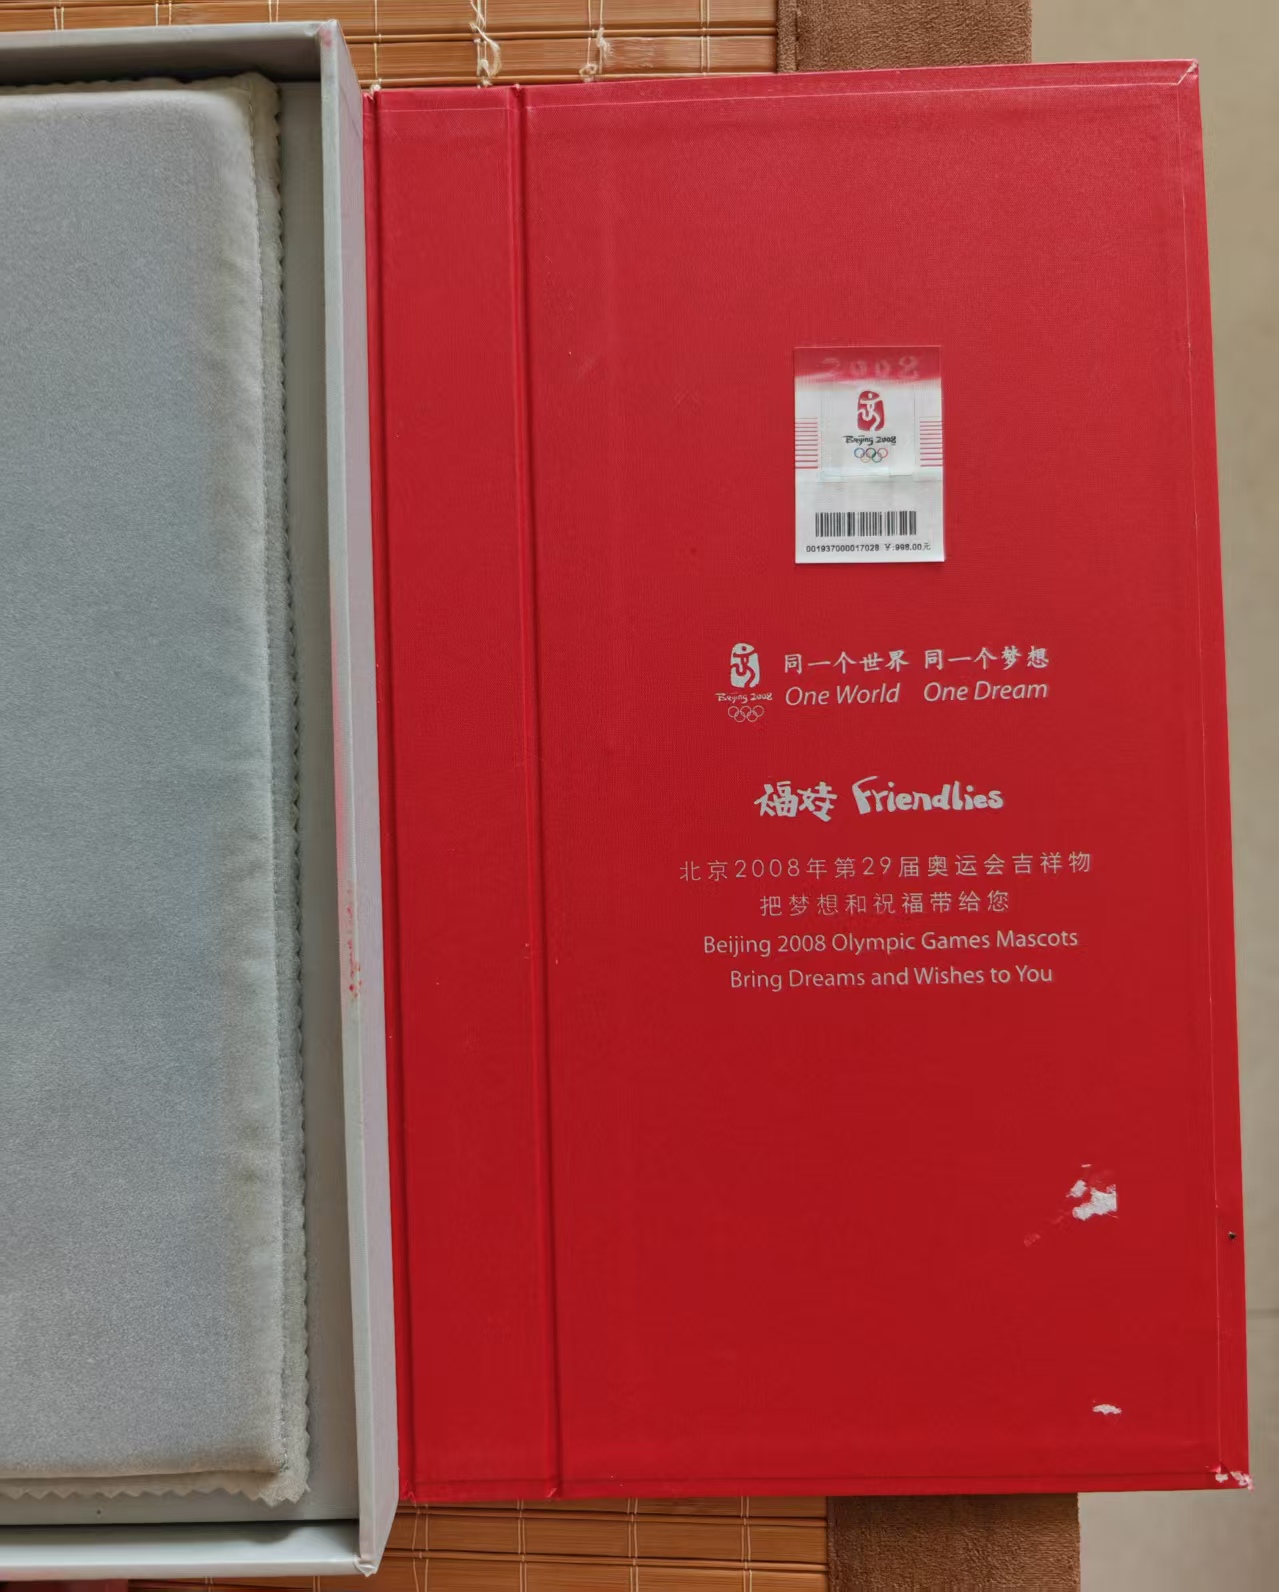 2008
Beijing 2008
001937000017028 ￥:998.00元
同一个世界 同一个梦想
Beijing 2008
One World One Dream
福娃 Friendlies
北京2008年第29届奥运会吉祥物
把梦想和祝福带给您
Beijing 2008 Olympic Games Mascots
Bring Dreams and Wishes to You